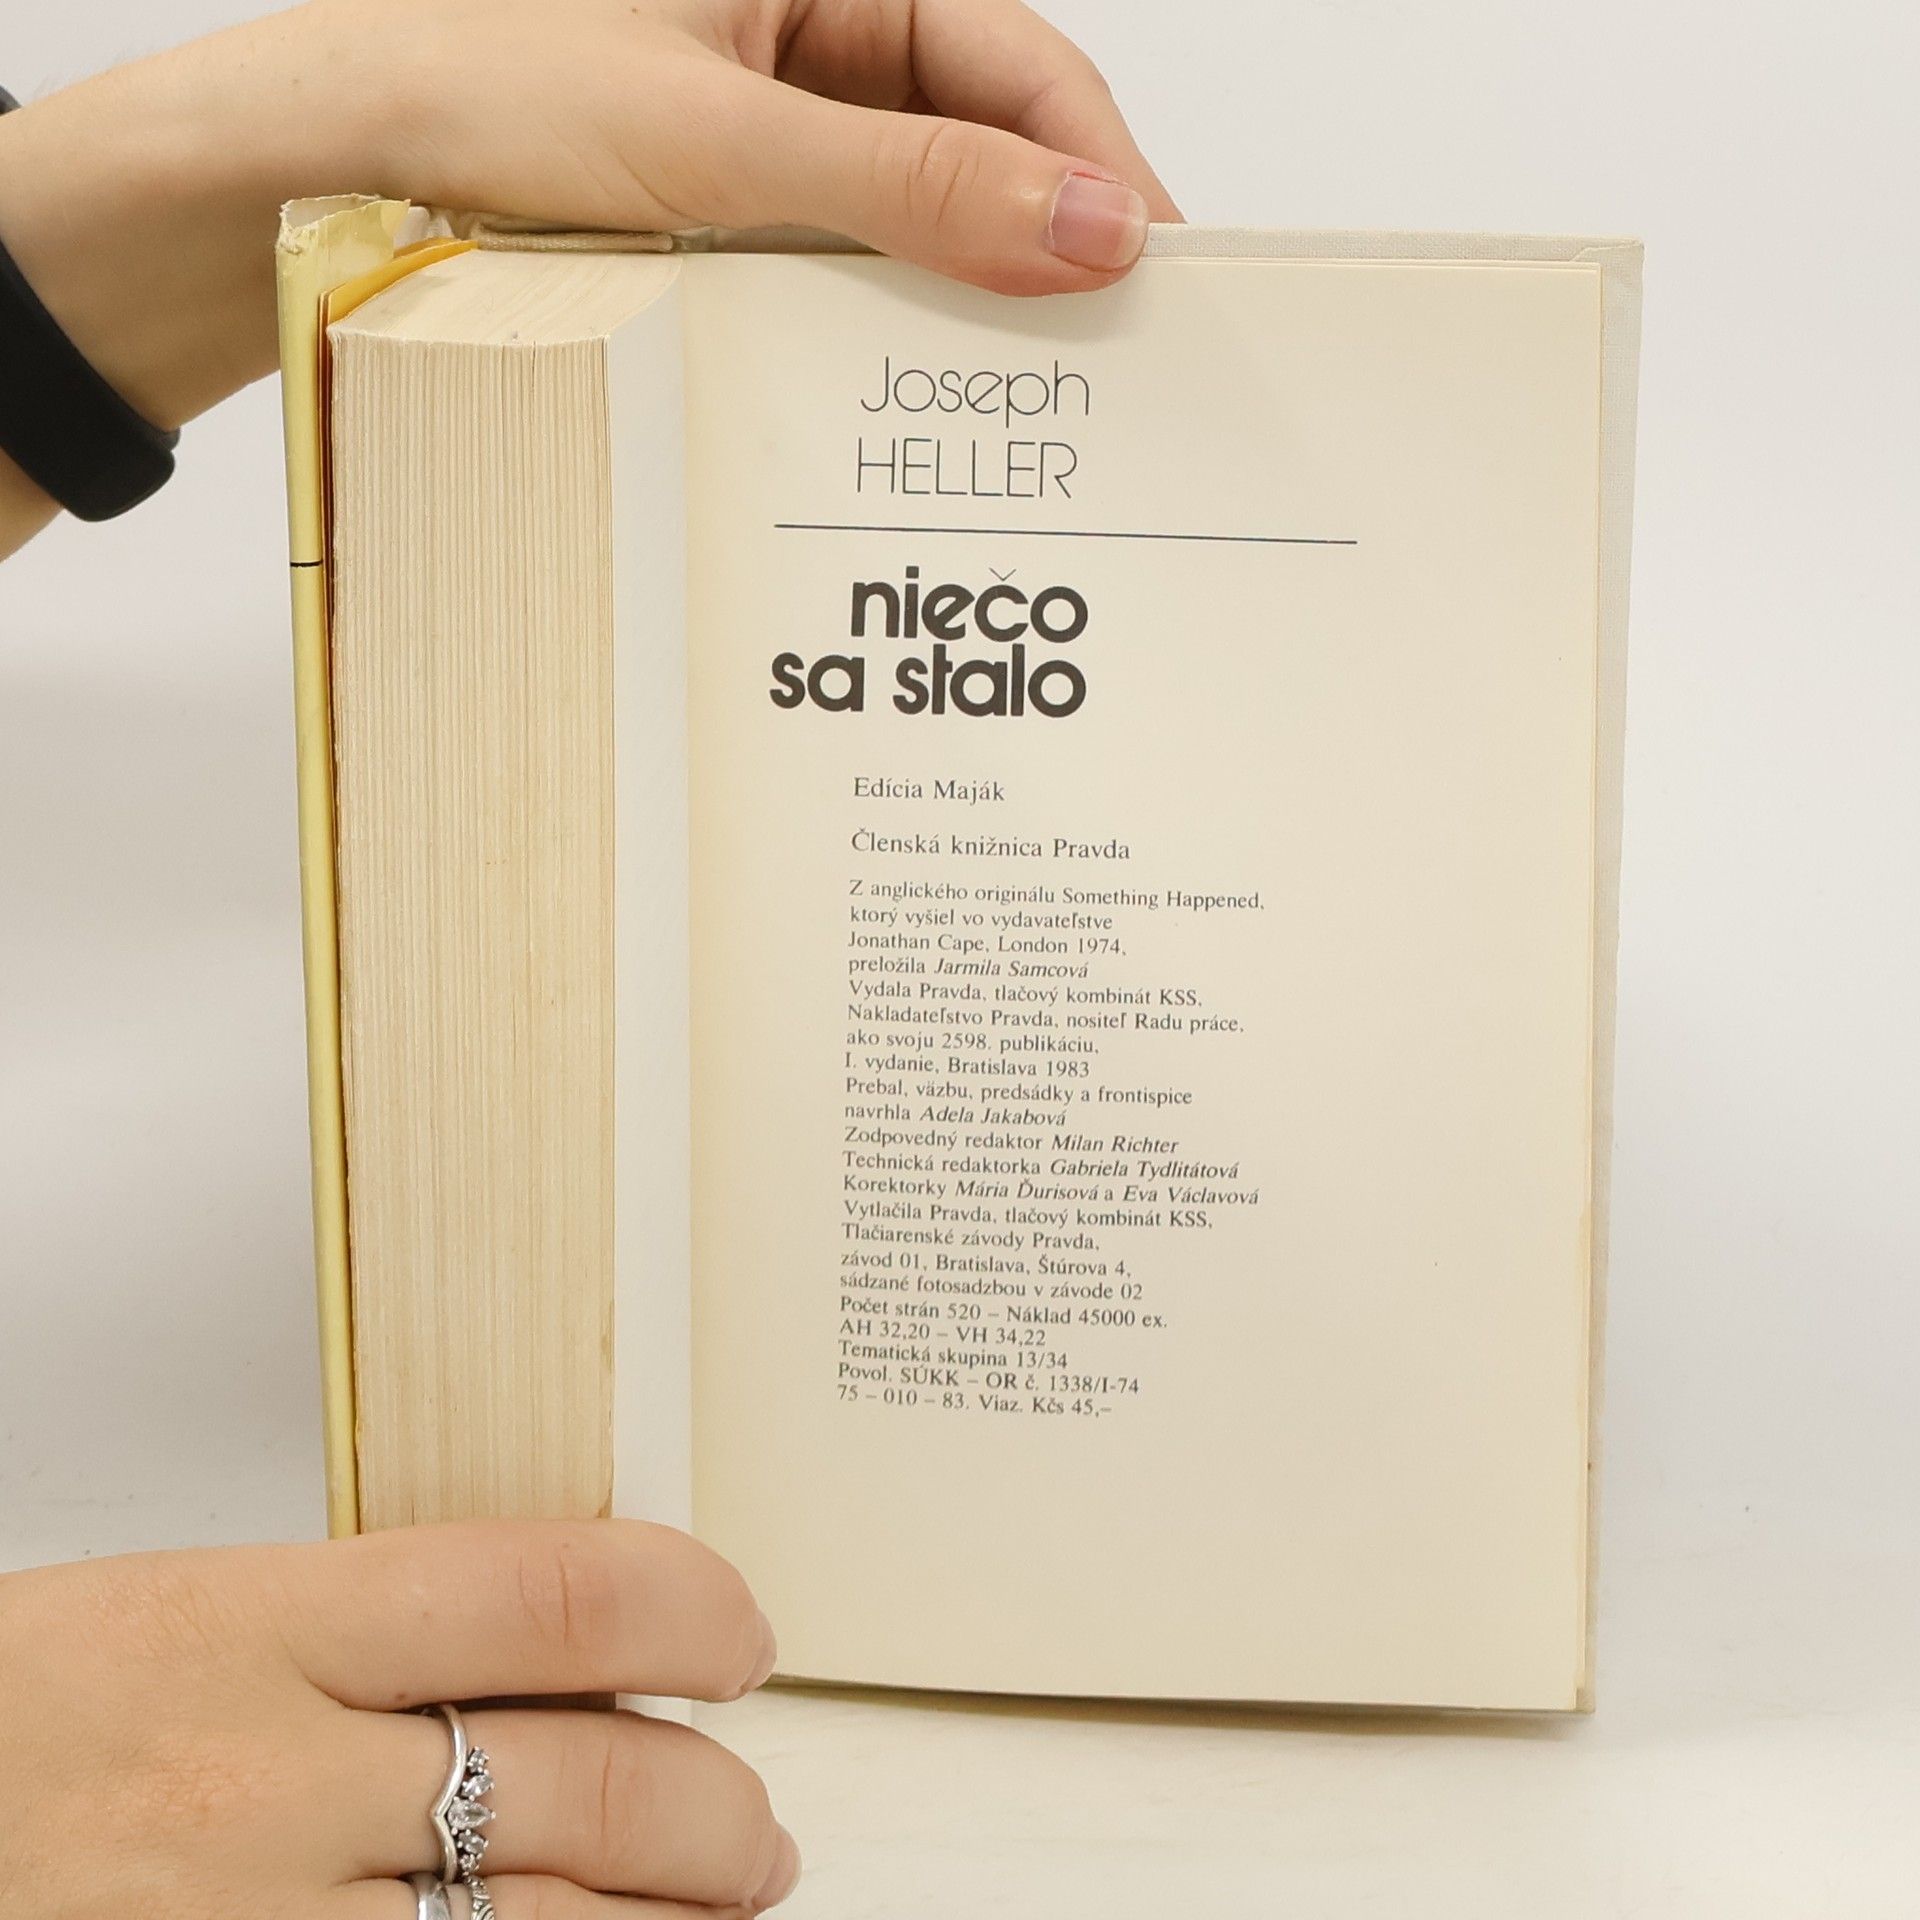 Joseph
HELLER
niečo
sa stalo
Edícia Maják
Členská knižnica Pravda
Z anglického originálu Something Happened,
ktorý vyšiel vo vydavateľstve
Jonathan Cape, London 1974,
preložila Jarmila Samcová
Vydala Pravda, tlačový kombinát KSS,
Nakladateľstvo Pravda, nositeľ Radu práce,
ako svoju 2598. publikáciu,
I. vydanie, Bratislava 1983
Prebal, väzbu, predsádky a frontispice
navrhla Adela Jakabová
Zodpovedný redaktor Milan Richter
Technická redaktorka Gabriela Tydlitátová
Korektorky Mária Ďurisová a Eva Václavová
Vytlačila Pravda, tlačový kombinát KSS,
Tlačiarenské závody Pravda,
závod 01, Bratislava, Štúrova 4,
sádzané fotosadzbou v závode 02
Počet strán 520 – Náklad 45000 ex.
AH 32,20 – VH 34,22
Tematická skupina 13/34
Povol. SÚKK – OR č. 1338/I-74
75 – 010 – 83. Viaz. Kčs 45,–